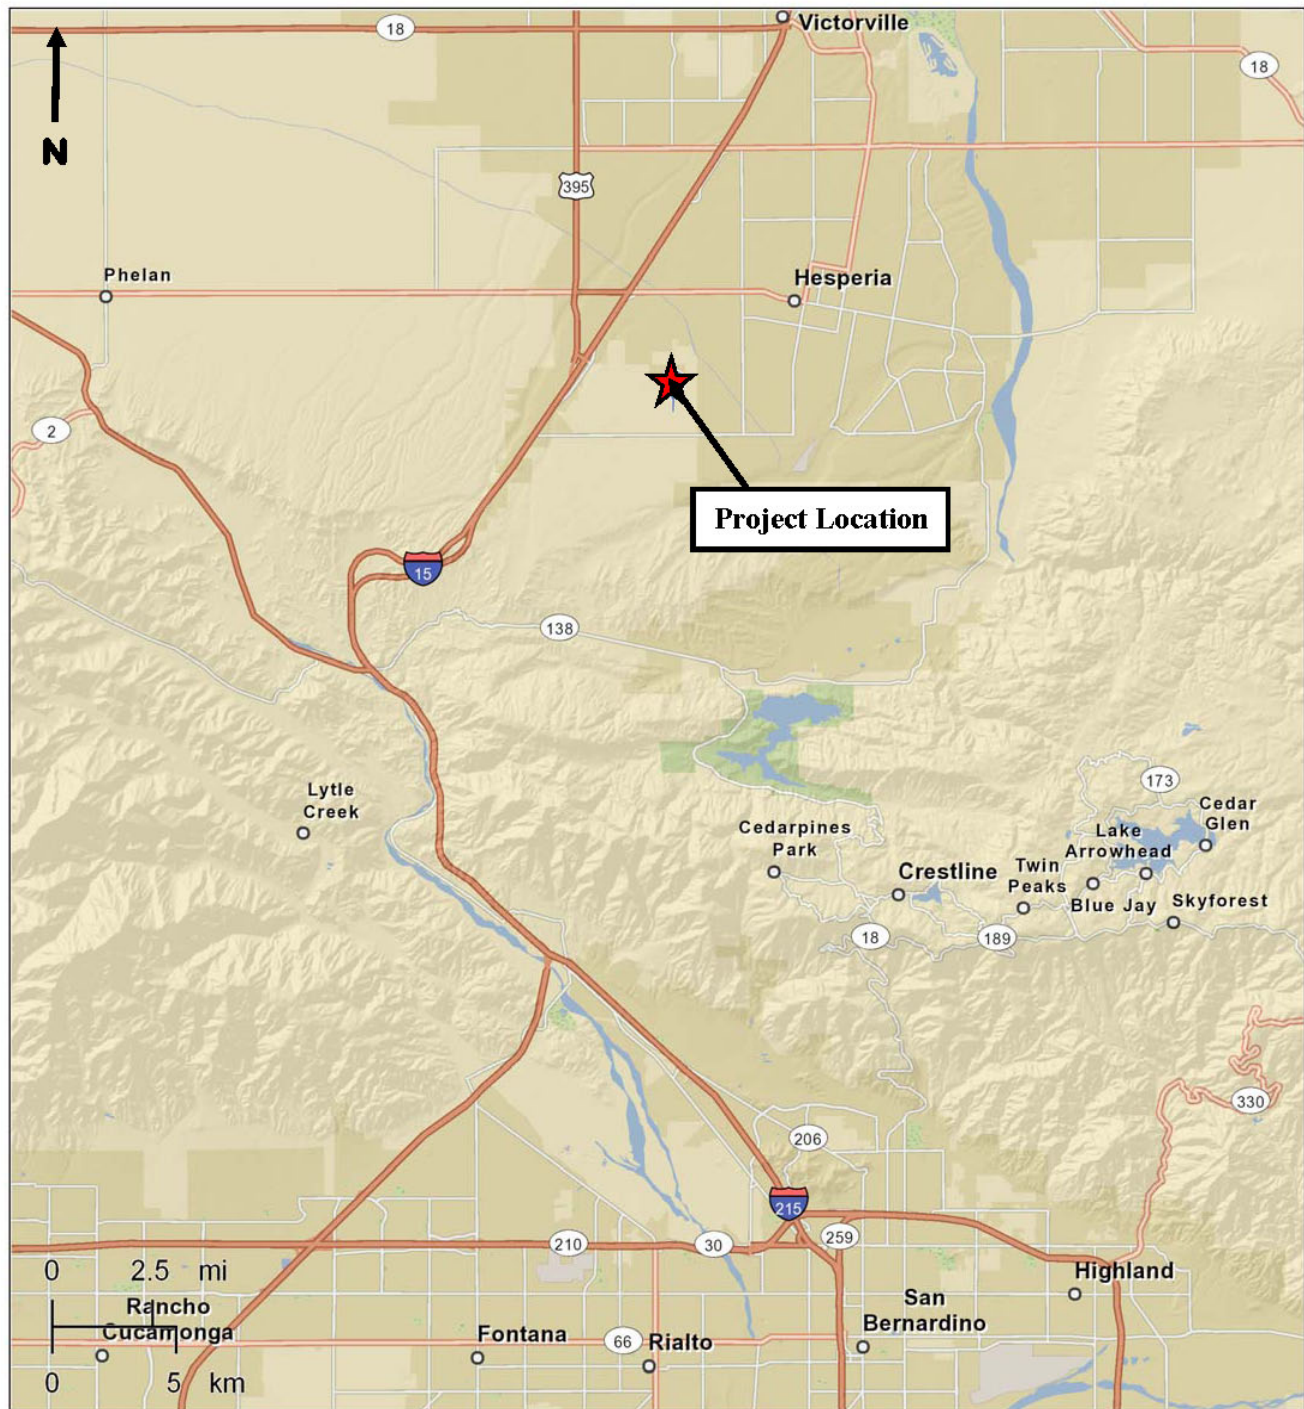 Victorville
18
18
N
395
Phelan
Hesperia
2
Project Location
15
138
Lytle
Creek
173
Cedar
Glen
Lake
Arrowhead
Cedarpines
Park
Crestline
Twin
Peaks
Blue Jay
Skyforest
18
189
330
206
215
210
30
259
0 2.5 mi
Highland
Rancho
Cucamonga
San
Bernardino
Fontana
66
Rialto
0 5 km